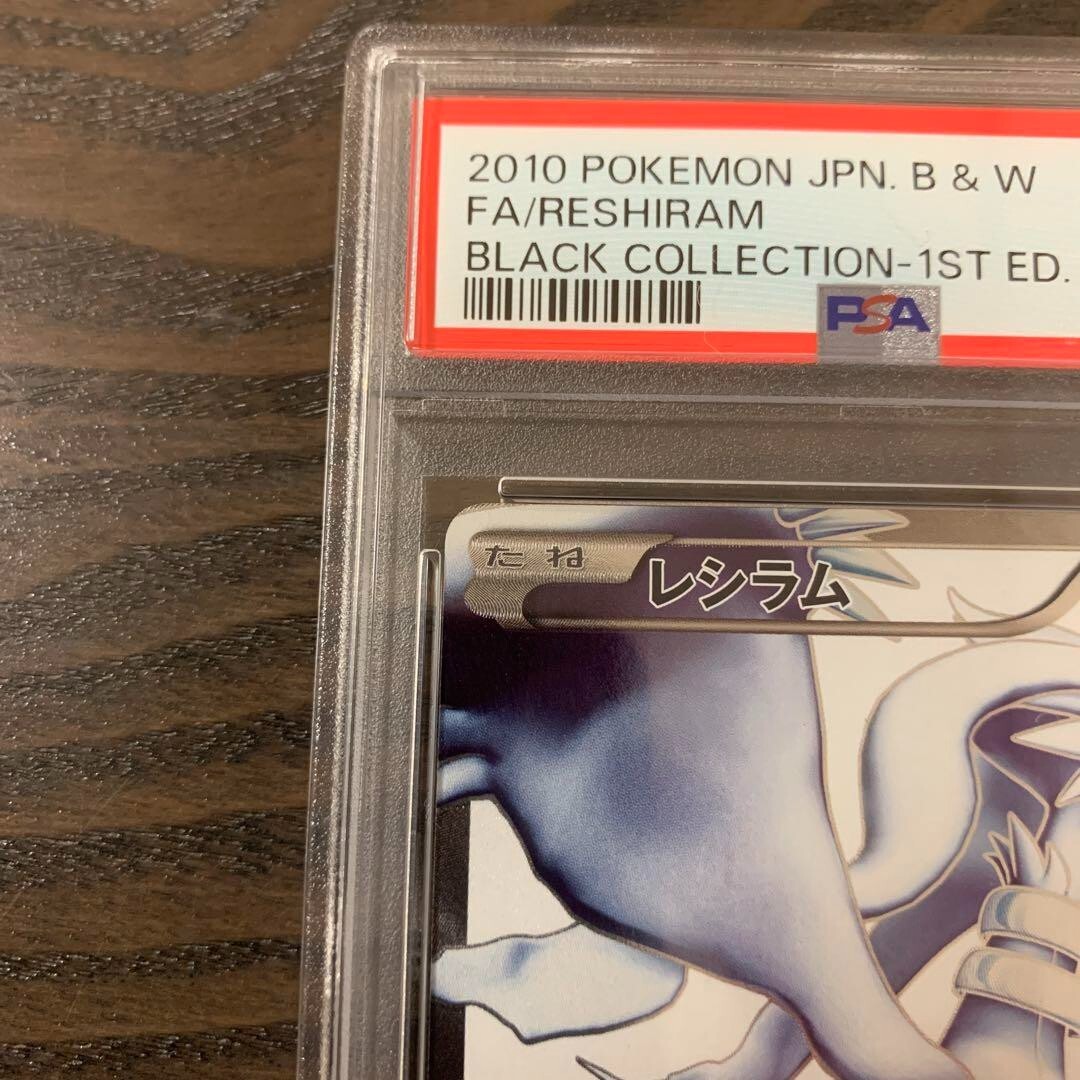 2010 POKEMON JPN. B & W
FA/RESHIRAM
BLACK COLLECTION-1ST ED.
PSA
たね レシラム